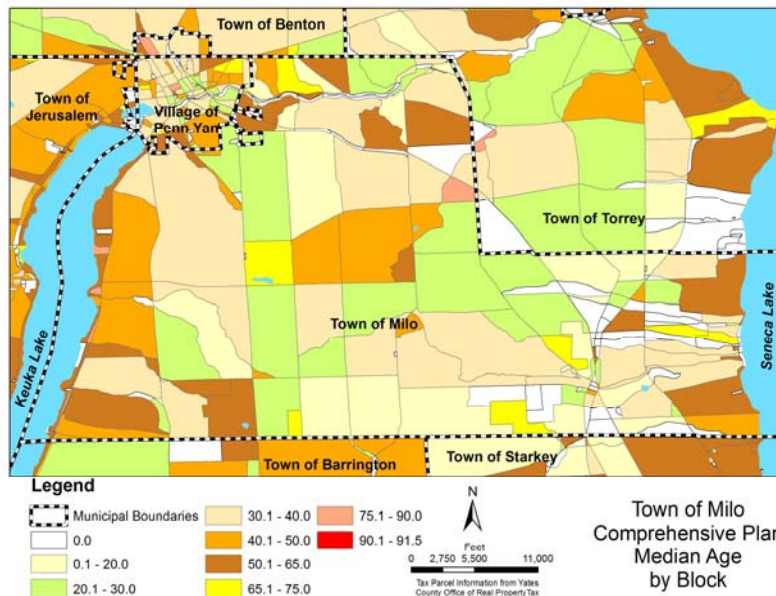 Town of Benton
Town of
Jerusalem
Village of
Penn Yan
Town of Torrey
Town of Milo
Keuka Lake
Seneca Lake
Town of Barrington
Town of Starkey
Legend
Municipal Boundaries
0.0
0.1 - 20.0
20.1 - 30.0
30.1 - 40.0
40.1 - 50.0
50.1 - 65.0
65.1 - 75.0
75.1 - 90.0
90.1 - 91.5
N
Feet
0 2,750 5,500 11,000
Tax Parcel Information from Yates
County Office of Real PropertyTax
Town of Milo
Comprehensive Plan
Median Age
by Block